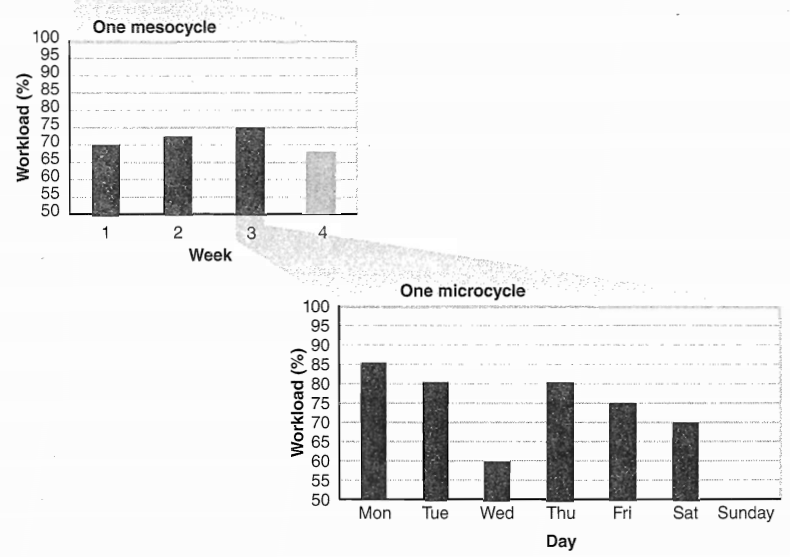 One mesocycle
Workload (%)
100
95
90
85
80
75
70
65
60
55
50
1 2 3 4
Week
One microcycle
Workload (%)
100
95
90
85
80
75
70
65
60
55
50
Mon Tue Wed Thu Fri Sat Sunday
Day